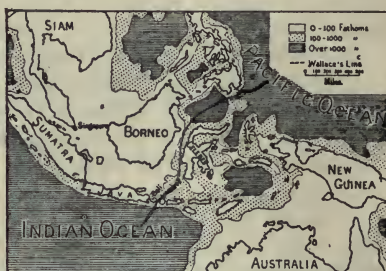 SIAM
0-100 Fathoms
100-1000 "
Over 1000 "
Wallace's Line
Miles.
PACIFIC OCEAN
BORNEO
SUMATRA
JAVA
NEW
GUINEA
INDIAN OCEAN
AUSTRALIA